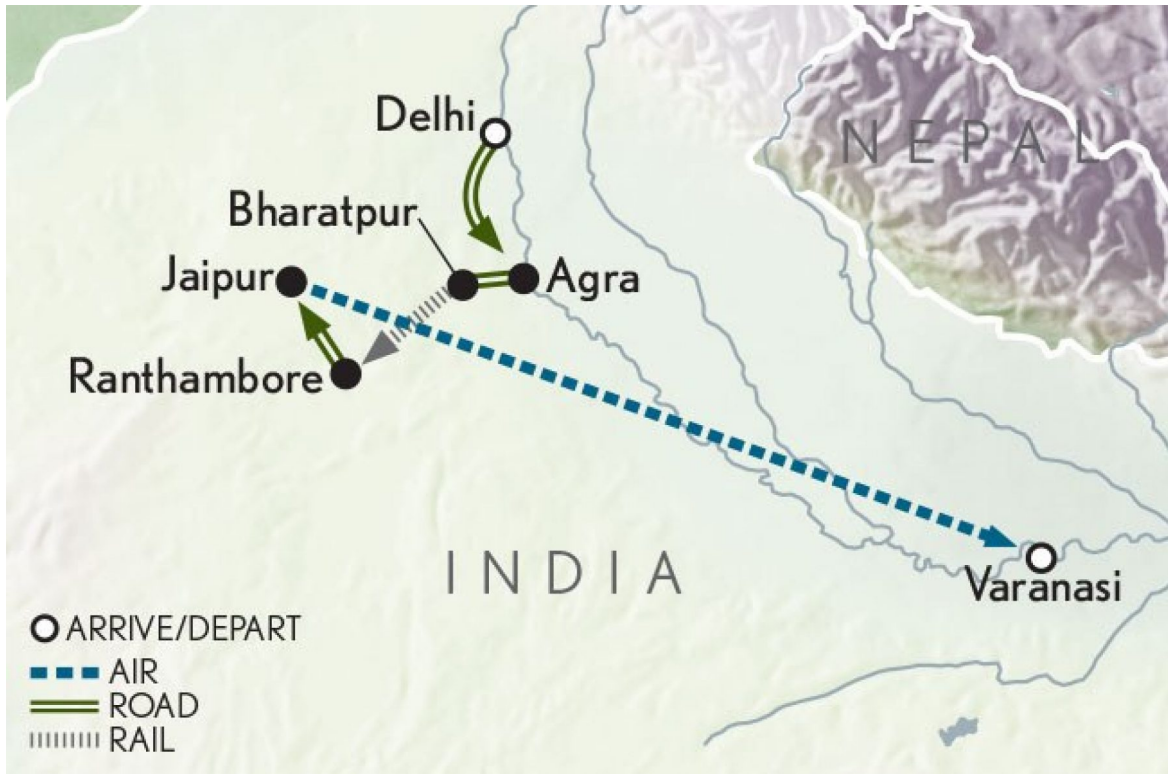 Delhi
NEPAL
Bharatpur
Jaipur
Agra
Ranthambore
INDIA
Varanasi
ARRIVE/DEPART
AIR
ROAD
RAIL